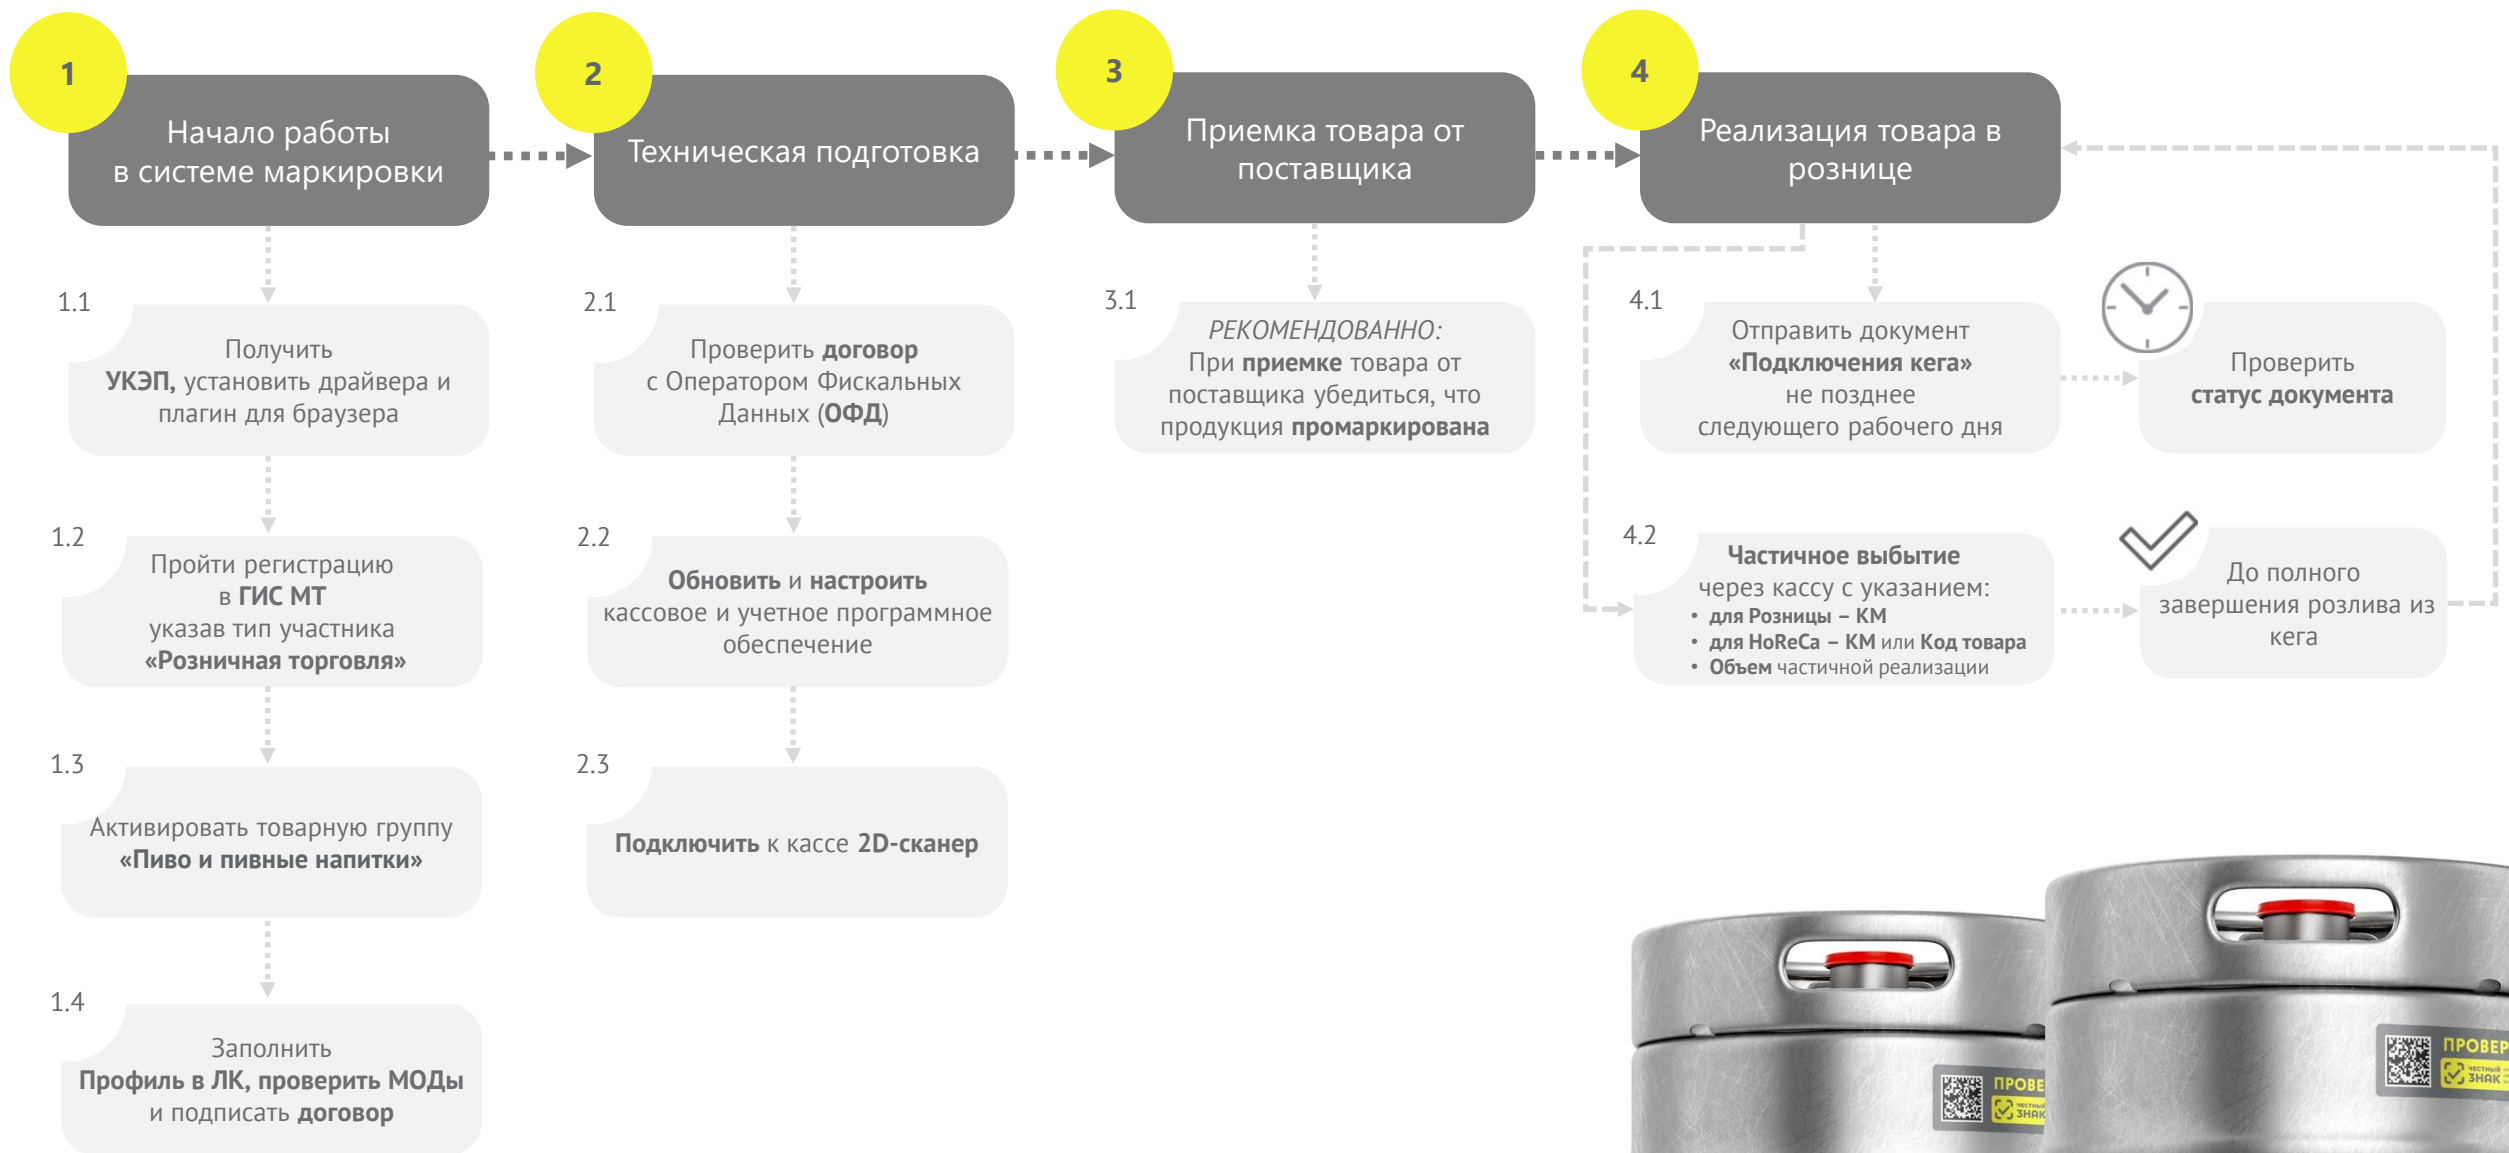 1
Начало работы
в системе маркировки
1.1
Получить
УКЭП, установить драйвера и
плагин для браузера
1.2
Пройти регистрацию
в ГИС МТ
указав тип участника
«Розничная торговля»
1.3
Активировать товарную группу
«Пиво и пивные напитки»
1.4
Заполнить
Профиль в ЛК, проверить МОДы
и подписать договор
2
Техническая подготовка
2.1
Проверить договор
с Оператором Фискальных
Данных (ОФД)
2.2
Обновить и настроить
кассовое и учетное программное
обеспечение
2.3
Подключить к кассе 2D-сканер
3
Приемка товара от
поставщика
3.1
РЕКОМЕНДОВАННО:
При приемке товара от
поставщика убедиться, что
продукция промаркирована
4
Реализация товара в
рознице
4.1
Отправить документ
«Подключения кега»
не позднее
следующего рабочего дня
Проверить
статус документа
4.2
Частичное выбытие
через кассу с указанием:
• для Розницы – КМ
• для HoReCa – КМ или Код товара
• Объем частичной реализации
До полного
завершения розлива из
кега
ПРОВЕ
ЧЕСТНЫЙ
ЗНАК
ПРОВЕР
ЧЕСТНЫЙ
ЗНАК